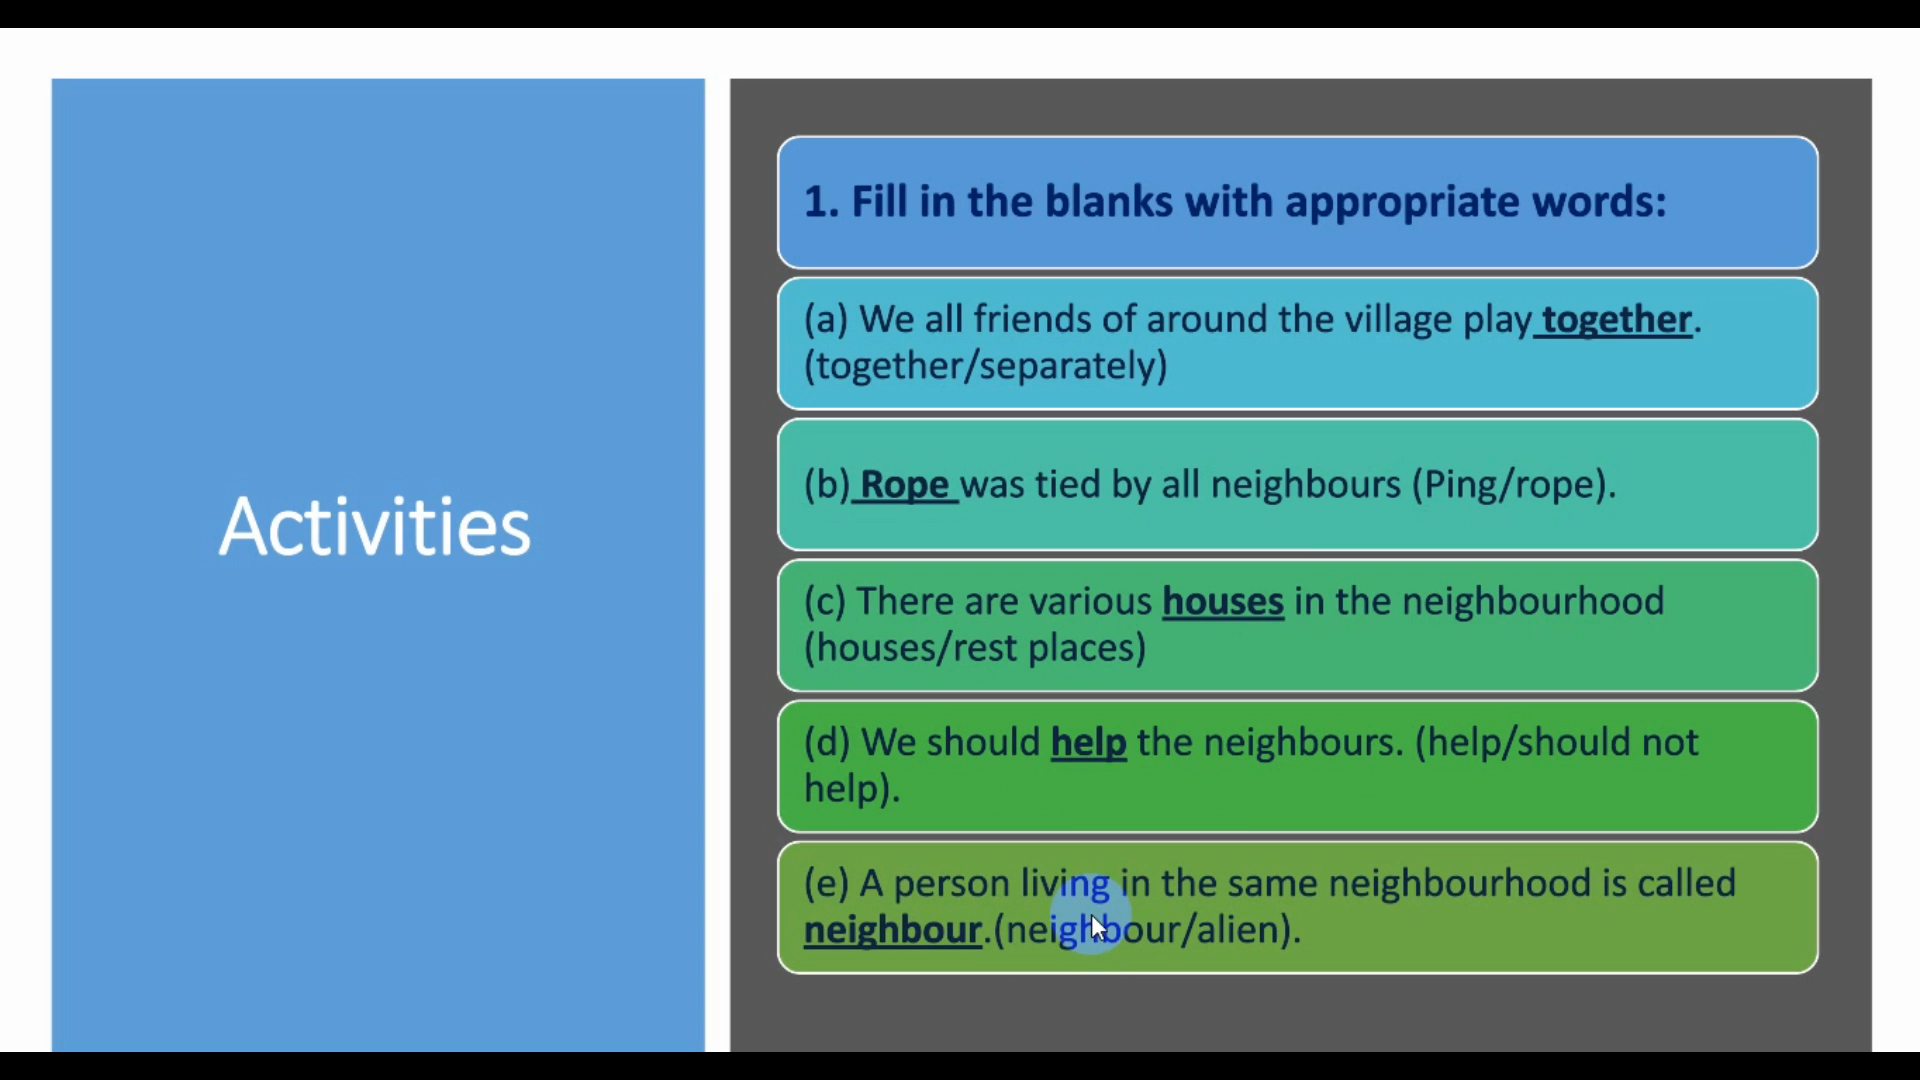 Activities
1. Fill in the blanks with appropriate words:
(a) We all friends of around the village play together.
(together/separately)
(b) Rope was tied by all neighbours (Ping/rope).
(c) There are various houses in the neighbourhood
(houses/rest places)
(d) We should help the neighbours. (help/should not
help).
(e) A person living in the same neighbourhood is called
neighbour.(neighbour/alien).